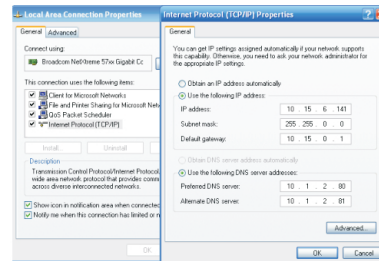 Local Area Connection Properties
General Advanced
Connect using:
Broadcom NetXtreme 57xx Gigabit Cc
This connection uses the following items:
Client for Microsoft Networks
File and Printer Sharing for Microsoft Netw
QoS Packet Scheduler
Internet Protocol (TCP/IP)
Install... Uninstall
Description
Transmission Control Protocol/Internet Protocol.
wide area network protocol that provides comm
across diverse interconnected networks.
Show icon in notification area when connected
Notify me when this connection has limited or n
OK
Internet Protocol (TCP/IP) Properties
General
You can get IP settings assigned automatically if your network supports
this capability. Otherwise, you need to ask your network administrator for
the appropriate IP settings.
Obtain an IP address automatically
Use the following IP address:
IP address: 10 . 15 . 6 . 141
Subnet mask: 255 . 255 . 0 . 0
Default gateway: 10 . 15 . 0 . 1
Obtain DNS server address automatically
Use the following DNS server addresses:
Preferred DNS server: 10 . 1 . 2 . 80
Alternate DNS server: 10 . 1 . 2 . 81
Advanced...
OK Cancel